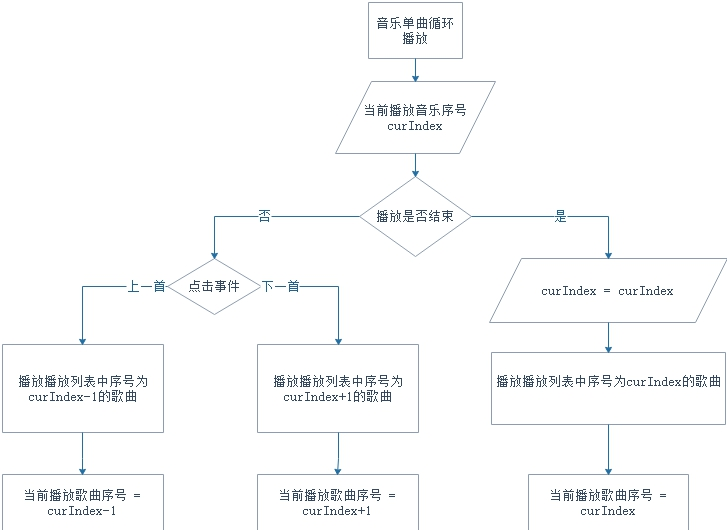 音乐单曲循环
播放
当前播放音乐序号
curIndex
播放是否结束
否
是
上一首
点击事件
下一首
curIndex = curIndex
播放播放列表中序号为
curIndex-1的歌曲
播放播放列表中序号为
curIndex+1的歌曲
播放播放列表中序号为curIndex的歌曲
当前播放歌曲序号 =
curIndex-1
当前播放歌曲序号 =
curIndex+1
当前播放歌曲序号 =
curIndex